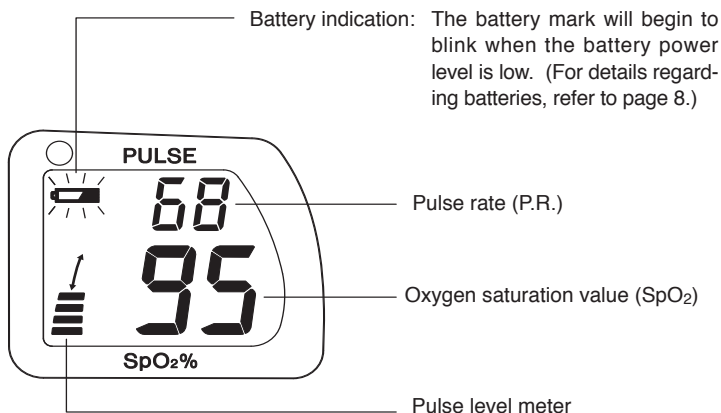 Battery indication: The battery mark will begin to
blink when the battery power
level is low. (For details regard-
ing batteries, refer to page 8.)
PULSE
68
Pulse rate (P.R.)
95
Oxygen saturation value (SpO₂)
SpO₂%
Pulse level meter